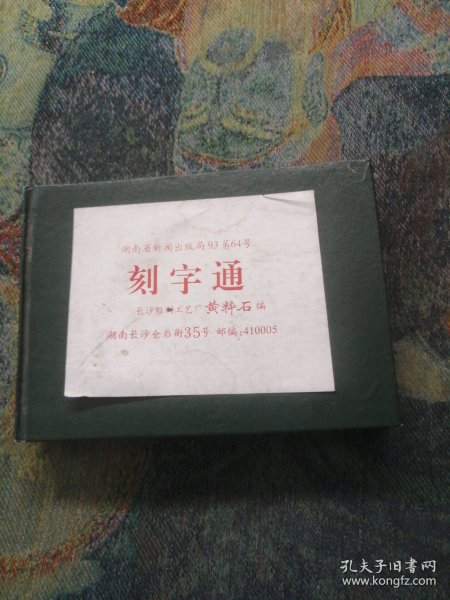 湖南省新闻出版局93第64号
刻字通
长沙雕刻工艺厂黄粹石编
湖南长沙仓后街35号 邮编:410005
孔夫子旧书网
www.kongfz.com